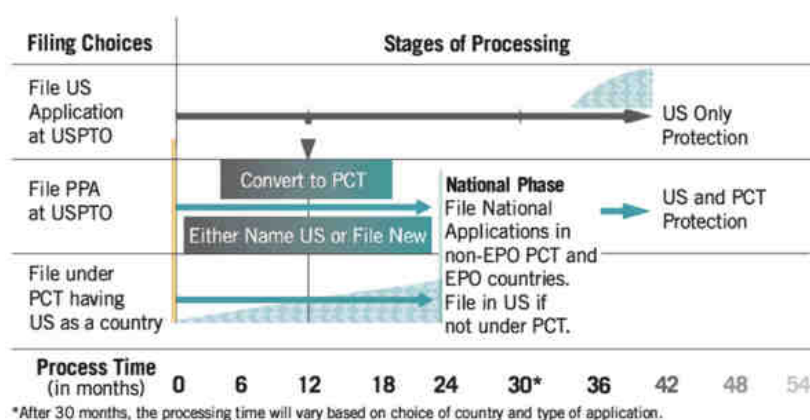 Filing Choices
Stages of Processing
File US
Application
at USPTO
US Only
Protection
File PPA
at USPTO
Convert to PCT
Either Name US or File New
National Phase
File National
Applications in
non-EPO PCT and
EPO countries.
File in US if
not under PCT.
US and PCT
Protection
File under
PCT having
US as a country
Process Time
(in months)
0 6 12 18 24 30* 36 42 48 54
*After 30 months, the processing time will vary based on choice of country and type of application.